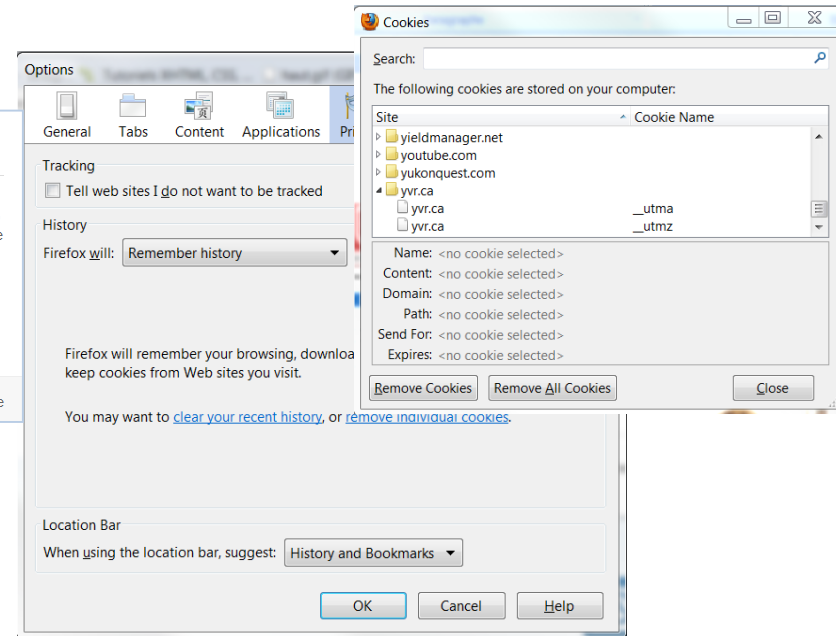 Options
General
Tabs
Content
Applications
Tracking
Tell web sites I do not want to be tracked
History
Firefox will:
Remember history
Firefox will remember your browsing,
keep cookies from Web sites you visit.
You may want to clear your recent history, or remove individual cookies.
Location Bar
When using the location bar, suggest:
History and Bookmarks
OK
Cancel
Help
Cookies
Search:
The following cookies are stored on your computer:
Site
Cookie Name
yieldmanager.net
youtube.com
yukonquest.com
yvr.ca
yvr.ca __utma
yvr.ca __utmz
Name: <no cookie selected>
Content: <no cookie selected>
Domain: <no cookie selected>
Path: <no cookie selected>
Send For: <no cookie selected>
Expires: <no cookie selected>
Remove Cookies
Remove All Cookies
Close